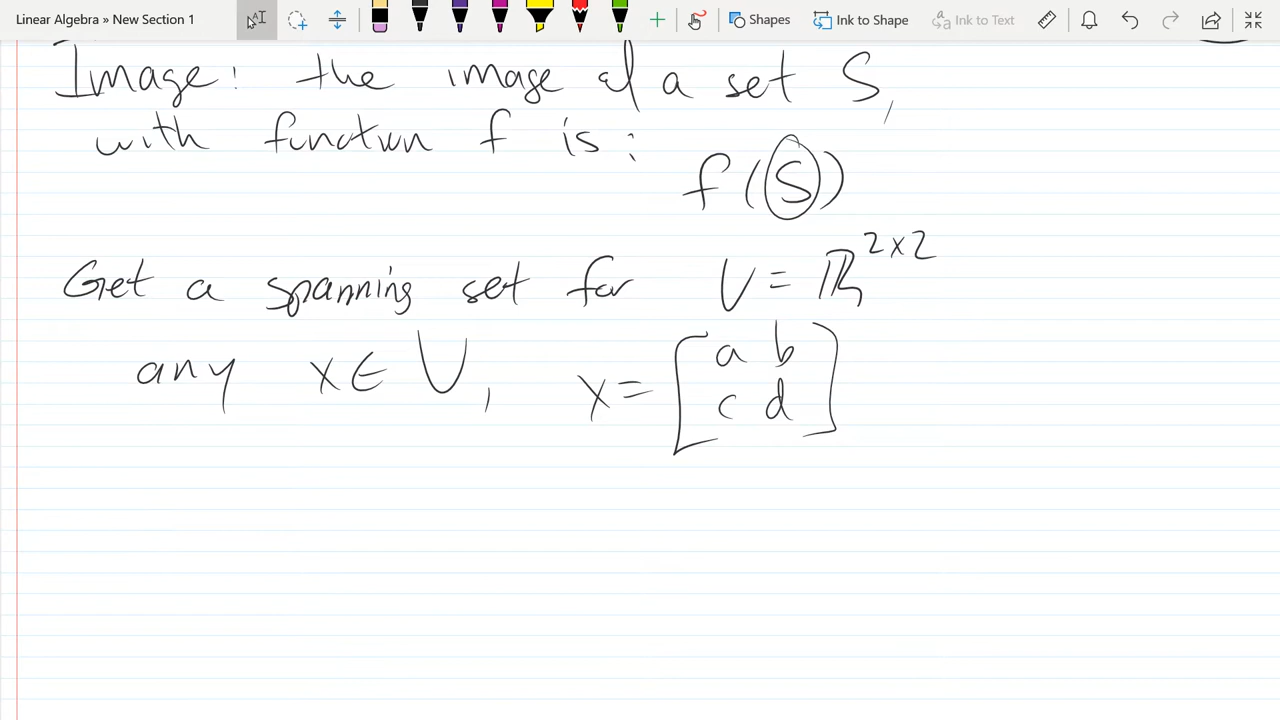 Linear Algebra » New Section 1
Shapes
Ink to Shape
Ink to Text
Image: the image of a set S,
with function f is:
f(S)
Get a spanning set for V = ℝ^{2×2}
any x ∈ V, x = [a b
c d]